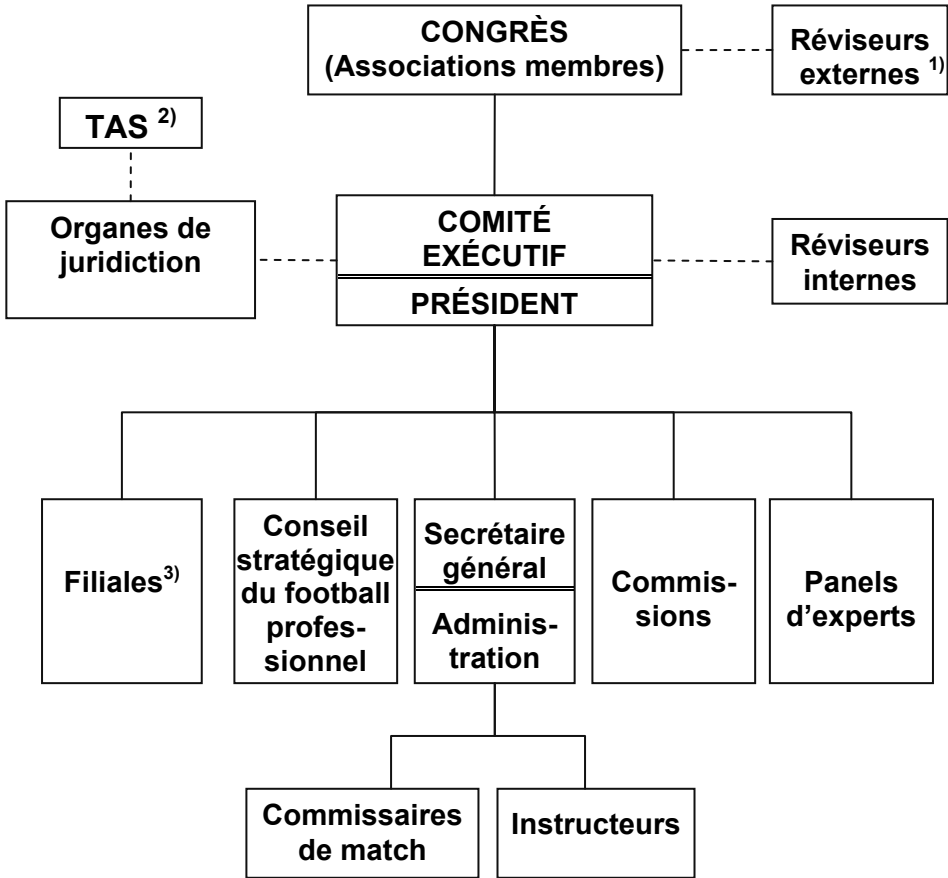 CONGRÈS
(Associations membres)
Réviseurs
externes 1)
TAS 2)
Organes de
juridiction
COMITÉ
EXÉCUTIF
PRÉSIDENT
Réviseurs
internes
Filiales3)
Conseil
stratégique
du football
profes-
sionnel
Secrétaire
général
Adminis-
tration
Commis-
sions
Panels
d'experts
Commissaires
de match
Instructeurs